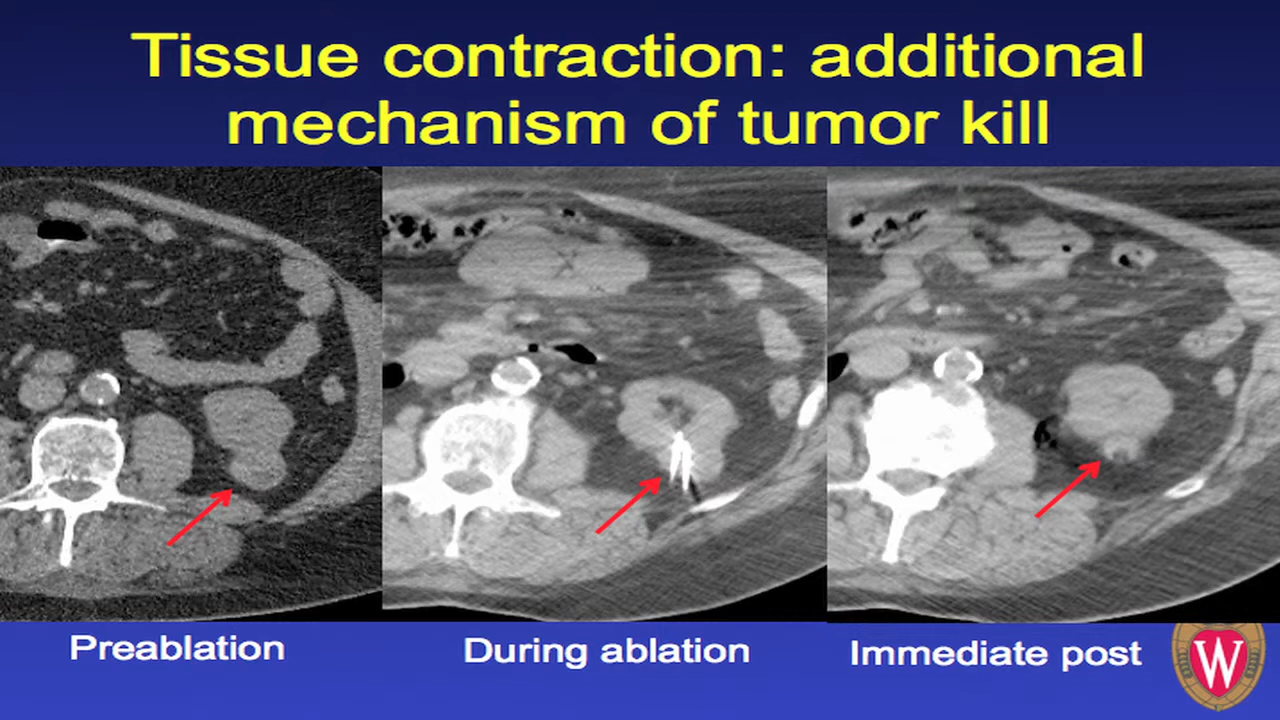 Tissue contraction: additional
mechanism of tumor kill
Preablation
During ablation
Immediate post
W